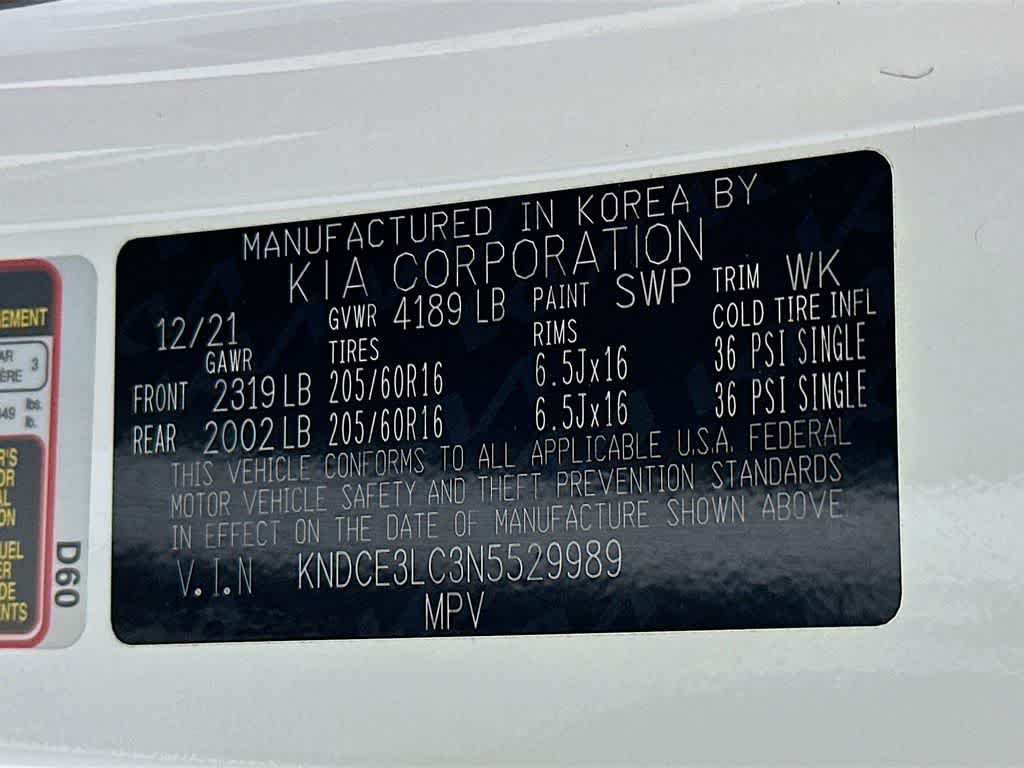 MANUFACTURED IN KOREA BY
KIA CORPORATION
12/21 GVWR 4189 LB PAINT SWP TRIM WK
GAWR TIRES RIMS COLD TIRE INFL
FRONT 2319 LB 205/60R16 6.5Jx16 36 PSI SINGLE
REAR 2002 LB 205/60R16 6.5Jx16 36 PSI SINGLE
THIS VEHICLE CONFORMS TO ALL APPLICABLE U.S.A. FEDERAL
MOTOR VEHICLE SAFETY AND THEFT PREVENTION STANDARDS
IN EFFECT ON THE DATE OF MANUFACTURE SHOWN ABOVE.
V.I.N KNDCE3LC3N5529989
MPV
3
lbs.
lb.
D60